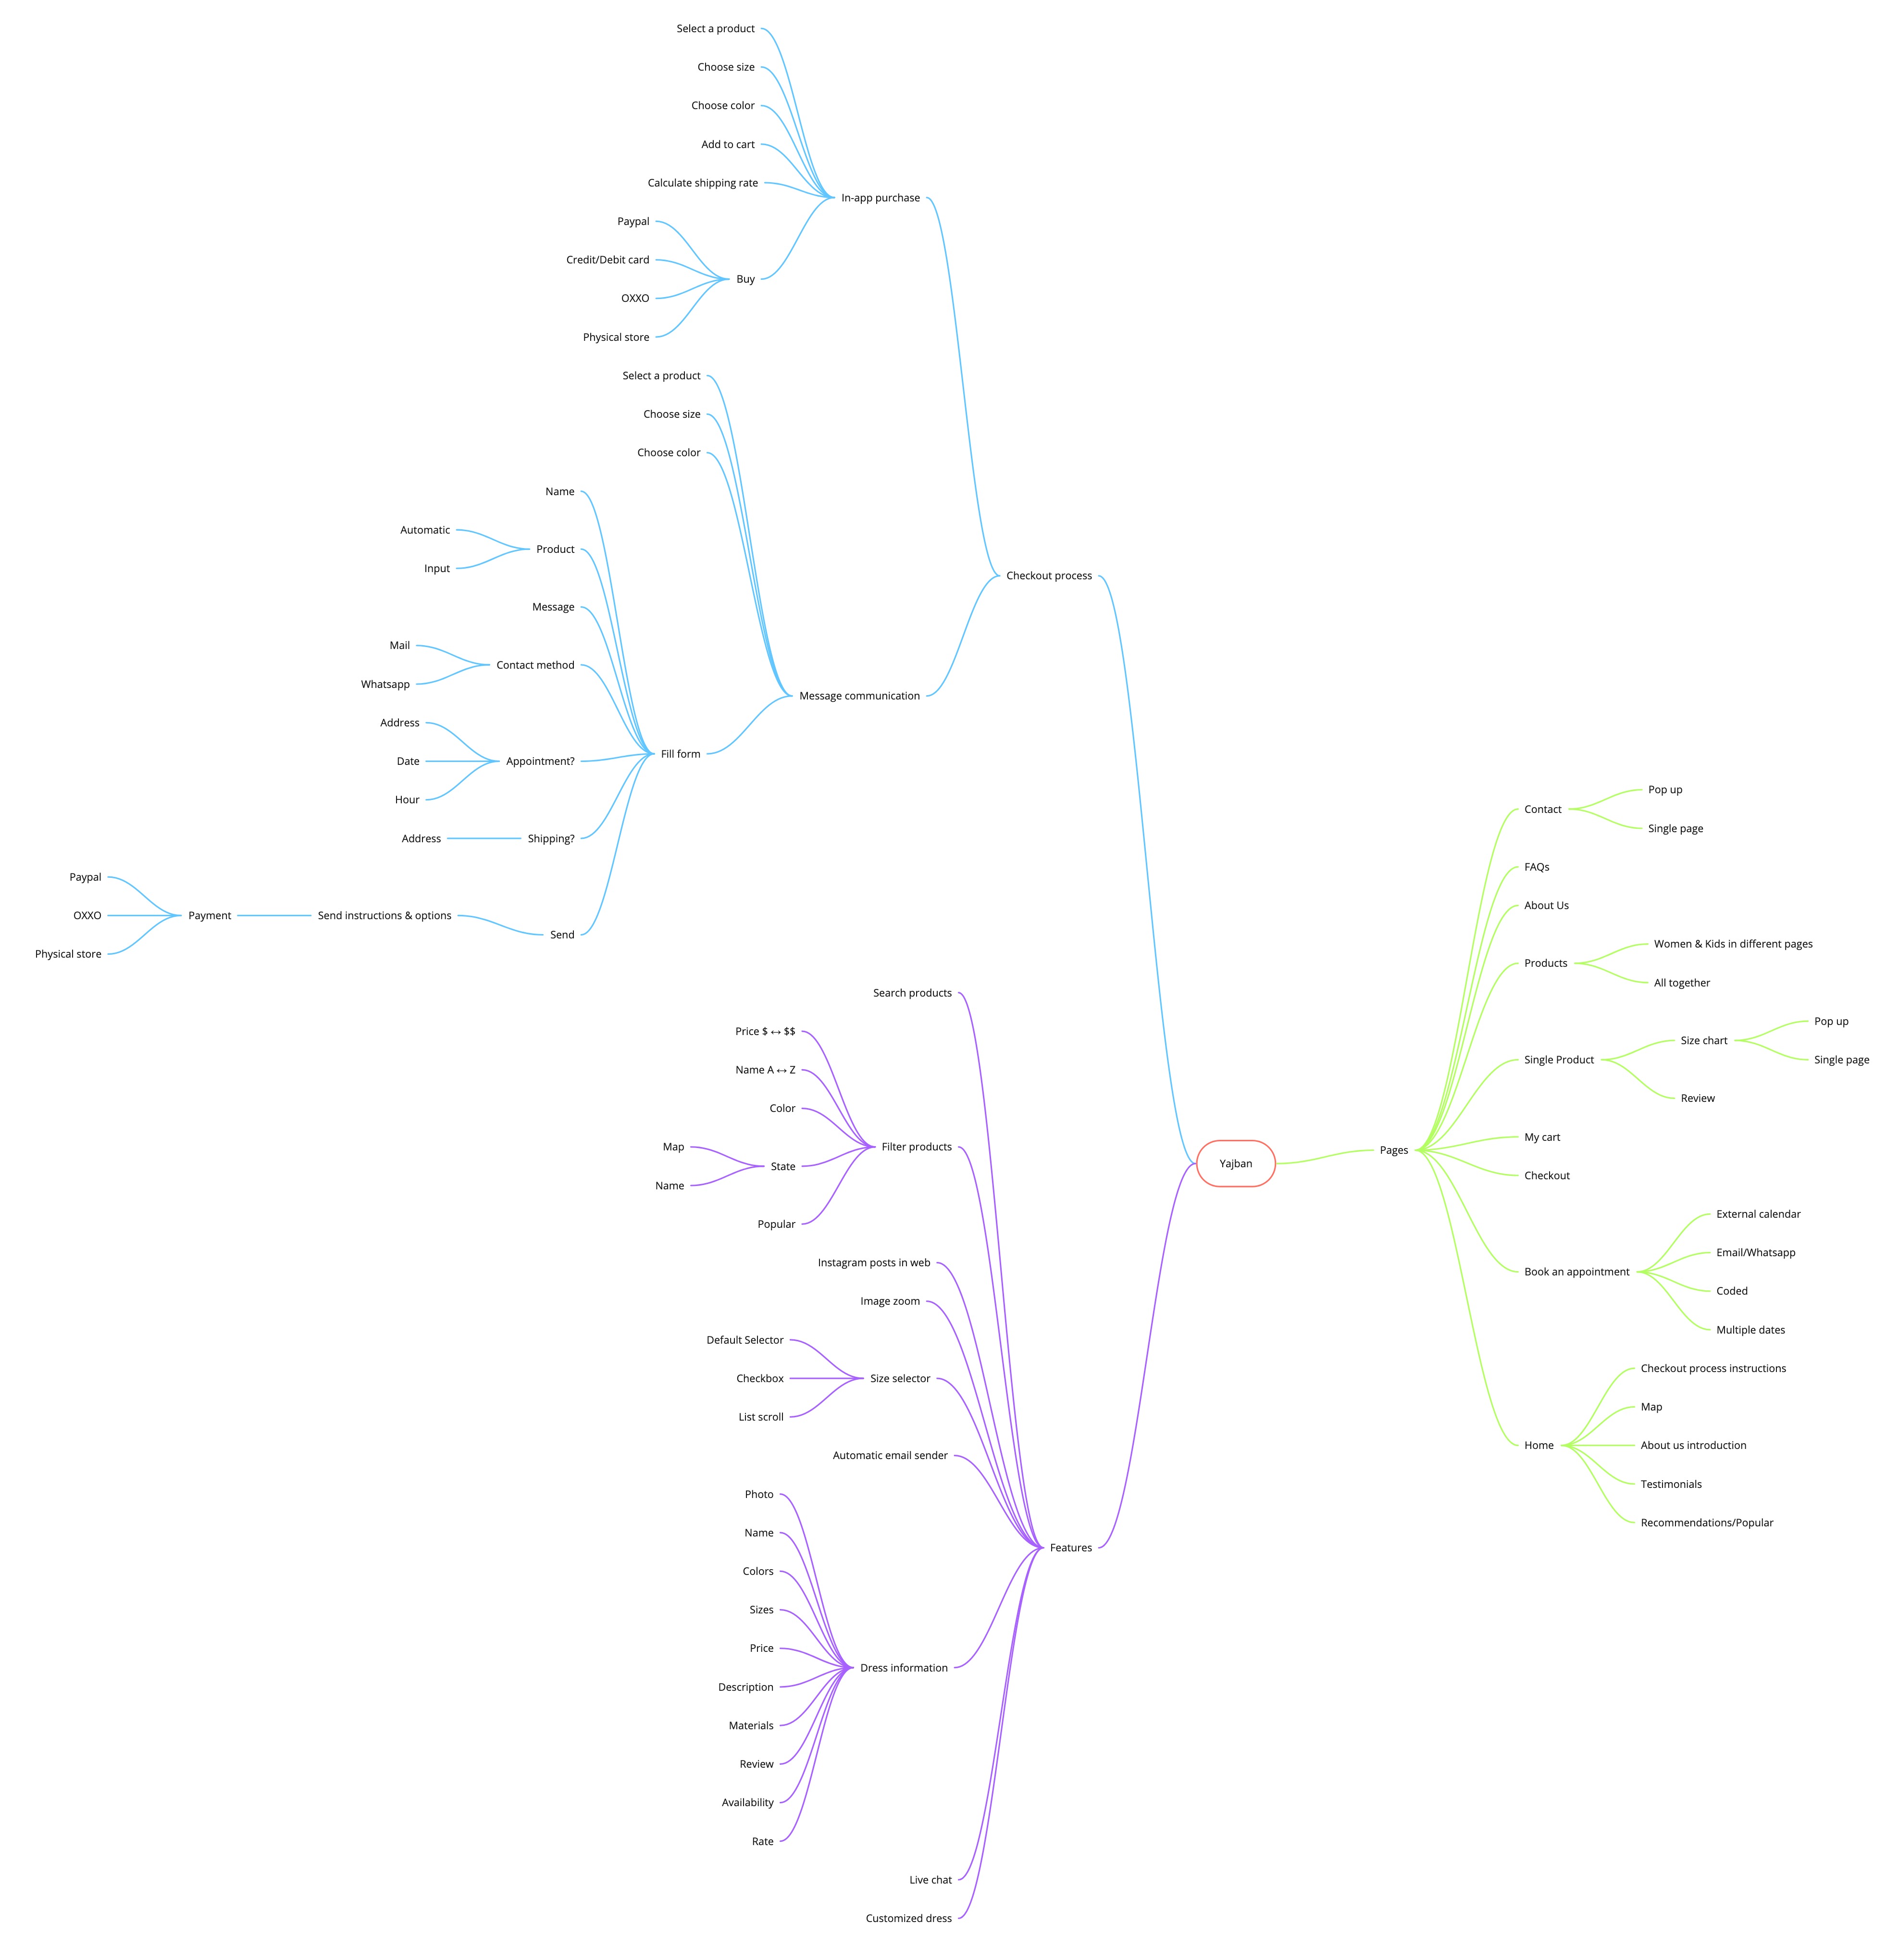 Select a product
Choose size
Choose color
Add to cart
Calculate shipping rate
In-app purchase
Paypal
Credit/Debit card
Buy
OXXO
Physical store
Select a product
Choose size
Choose color
Name
Automatic
Product
Input
Message
Mail
Contact method
Whatsapp
Address
Date
Appointment?
Hour
Address
Shipping?
Fill form
Message communication
Checkout process
Paypal
OXXO
Physical store
Payment
Send instructions & options
Send
Search products
Price $ ↔ $$
Name A ↔ Z
Color
Filter products
Map
State
Name
Popular
Instagram posts in web
Image zoom
Default Selector
Checkbox
Size selector
List scroll
Automatic email sender
Features
Photo
Name
Colors
Sizes
Price
Dress information
Description
Materials
Review
Availability
Rate
Live chat
Customized dress
Yajban
Pages
Contact
Pop up
Single page
FAQs
About Us
Products
Women & Kids in different pages
All together
Single Product
Size chart
Pop up
Single page
Review
My cart
Checkout
Book an appointment
External calendar
Email/Whatsapp
Coded
Multiple dates
Home
Checkout process instructions
Map
About us introduction
Testimonials
Recommendations/Popular